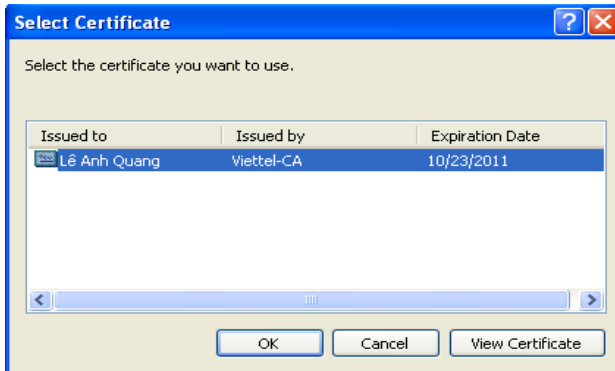 Select Certificate
Select the certificate you want to use.
Issued to Issued by Expiration Date
Lê Anh Quang Viettel-CA 10/23/2011
OK Cancel View Certificate